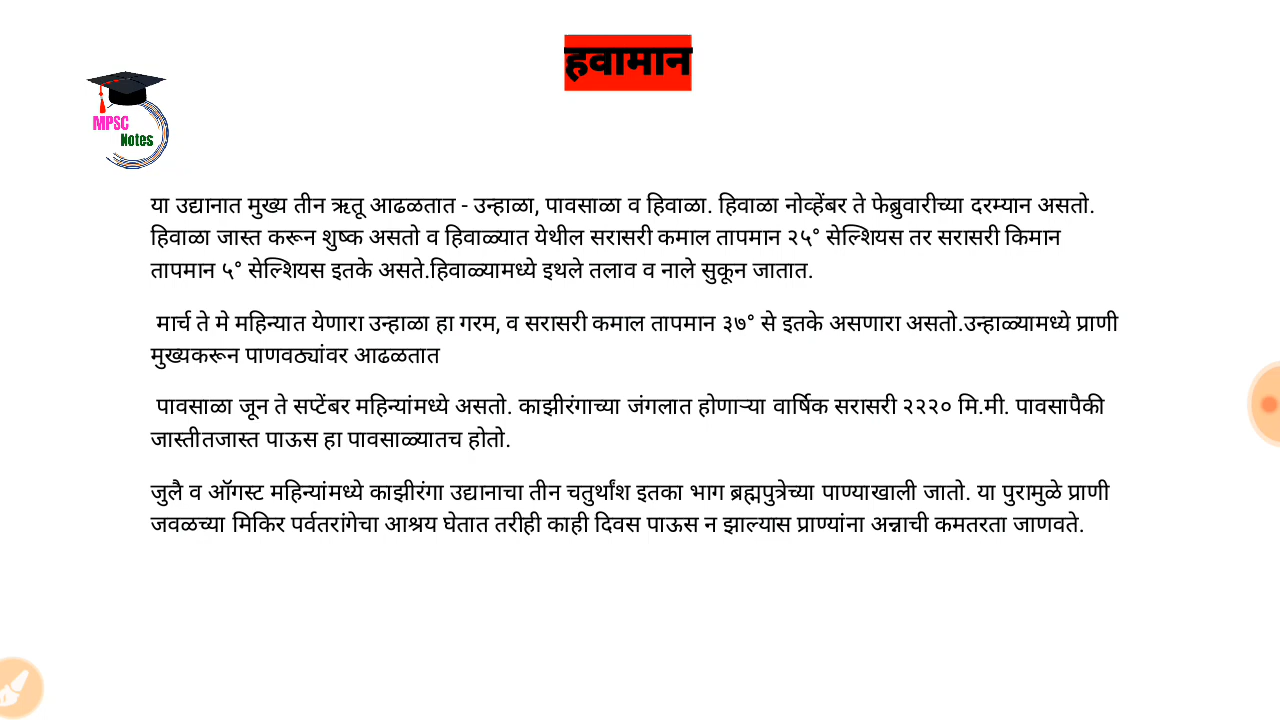 हवामान
MPSC
Notes
या उद्यानात मुख्य तीन ऋतू आढळतात - उन्हाळा, पावसाळा व हिवाळा. हिवाळा नोव्हेंबर ते फेब्रुवारीच्या दरम्यान असतो.
हिवाळा जास्त करून शुष्क असतो व हिवाळ्यात येथील सरासरी कमाल तापमान २५° सेल्शियस तर सरासरी किमान
तापमान ५° सेल्शियस इतके असते.हिवाळ्यामध्ये इथले तलाव व नाले सुकून जातात.
मार्च ते मे महिन्यात येणारा उन्हाळा हा गरम, व सरासरी कमाल तापमान ३७° से इतके असणारा असतो.उन्हाळ्यामध्ये प्राणी
मुख्यकरून पाणवठ्यांवर आढळतात
पावसाळा जून ते सप्टेंबर महिन्यांमध्ये असतो. काझीरंगाच्या जंगलात होणाऱ्या वार्षिक सरासरी २२२० मि.मी. पावसापैकी
जास्तीतजास्त पाऊस हा पावसाळ्यातच होतो.
जुलै व ऑगस्ट महिन्यांमध्ये काझीरंगा उद्यानाचा तीन चतुर्थांश इतका भाग ब्रह्मपुत्रेच्या पाण्याखाली जातो. या पुरामुळे प्राणी
जवळच्या मिकिर पर्वतरांगेचा आश्रय घेतात तरीही काही दिवस पाऊस न झाल्यास प्राण्यांना अन्नाची कमतरता जाणवते.